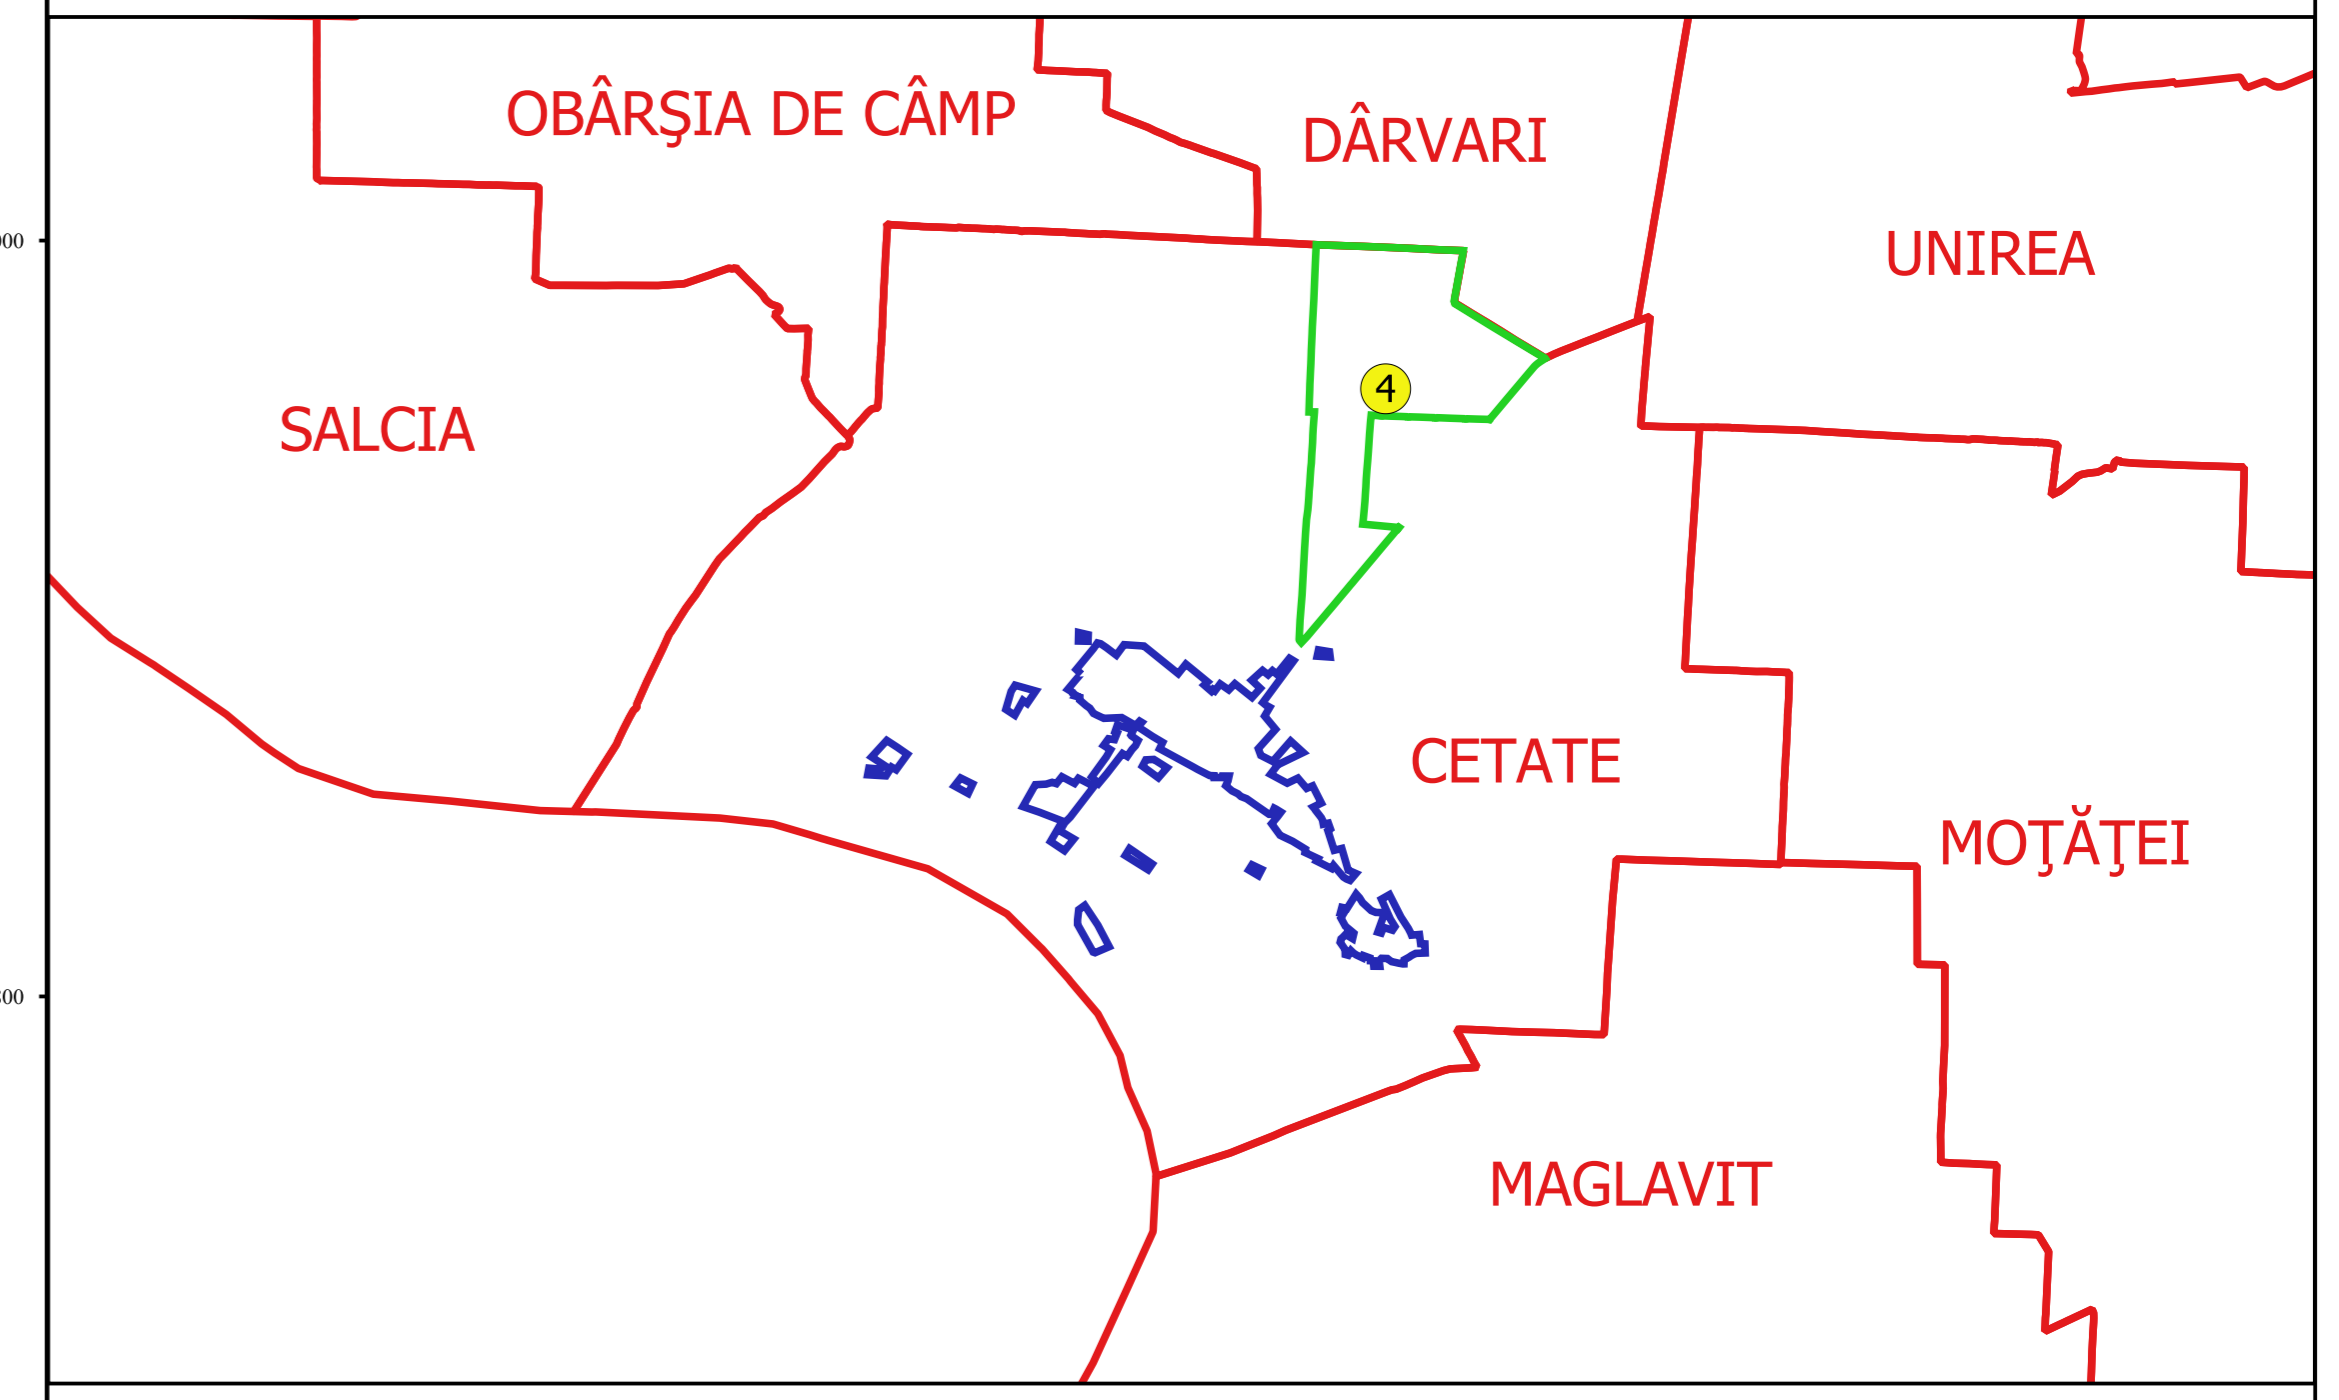 OBÂRŞIA DE CÂMP
DÂRVARI
UNIREA
4
SALCIA
CETATE
MOŢĂŢEI
MAGLAVIT